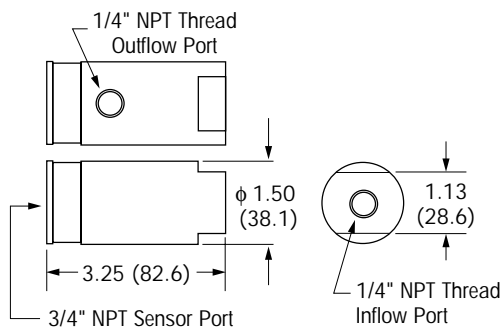 1/4" NPT Thread
Outflow Port
ϕ 1.50
(38.1)
1.13
(28.6)
3.25 (82.6)
1/4" NPT Thread
Inflow Port
3/4" NPT Sensor Port